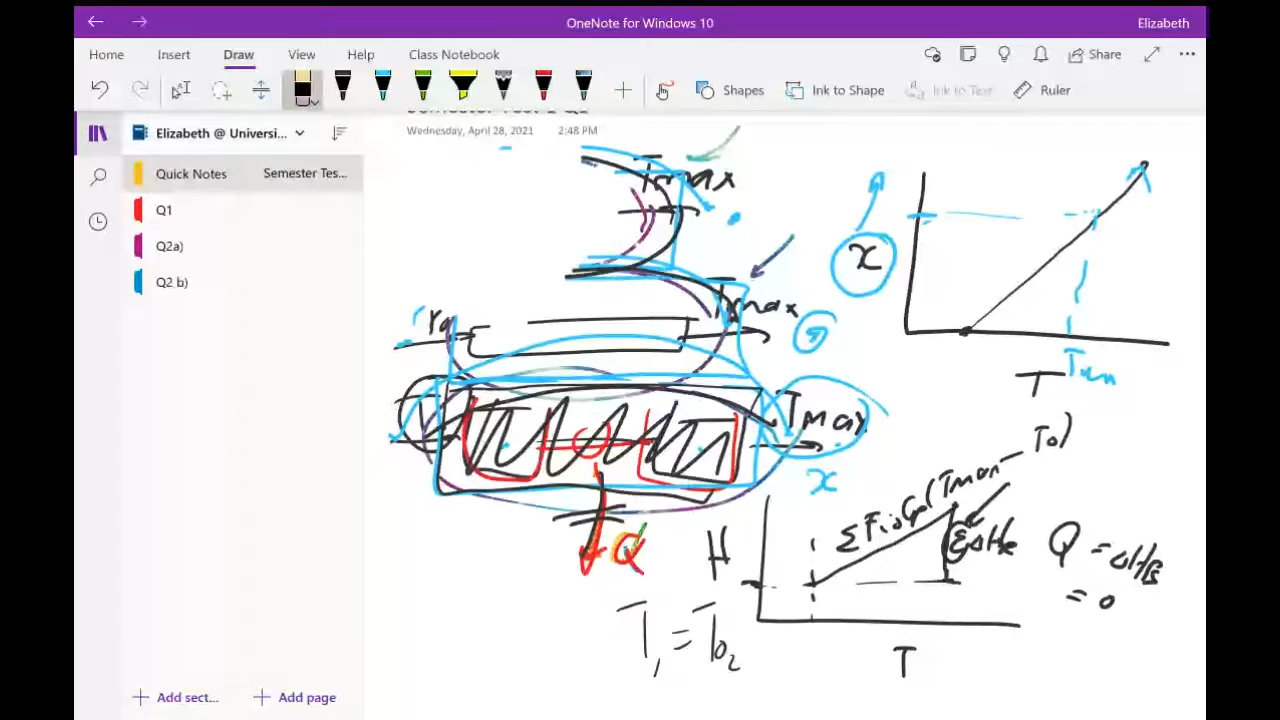 OneNote for Windows 10
Elizabeth
Home Insert Draw View Help Class Notebook
Share
Shapes Ink to Shape Ink to Text Ruler
Elizabeth @ Universi...
Wednesday, April 28, 2021 2:48 PM
Quick Notes Semester Tes...
Q1
Q2a)
Q2 b)
Tmax
Tmax
Tmax
x
x
T
H
T
Q
Q =
= 0
T₁ = T₀₂
Add sect...
Add page